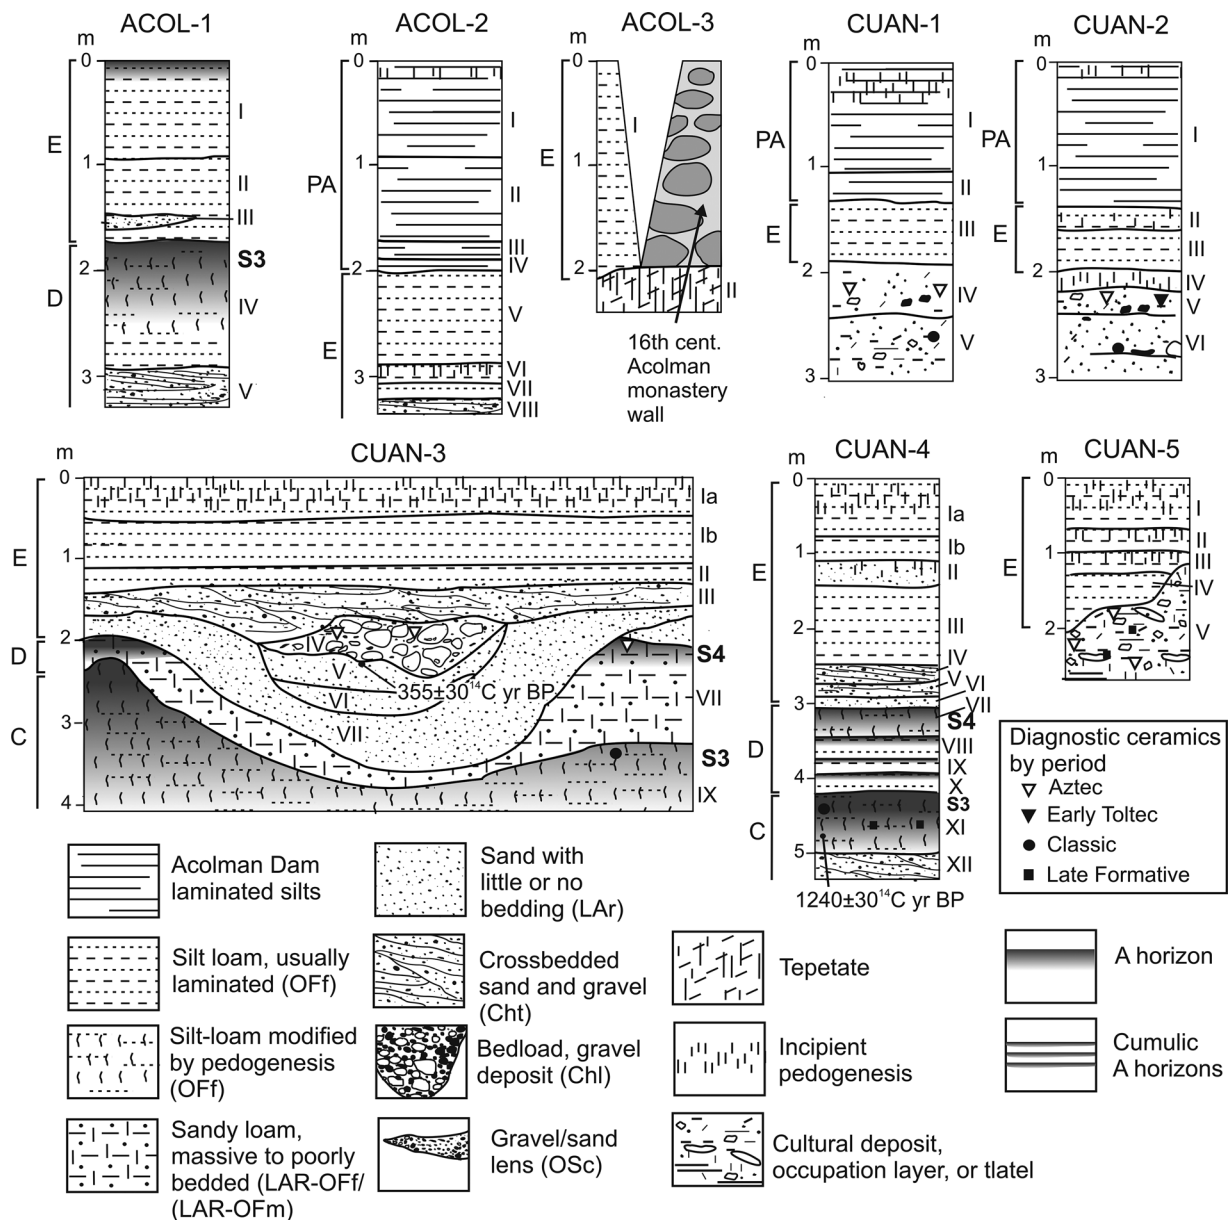 ACOL-1
m
0
1
2
3
E
D
I
II
III
S3
IV
V
ACOL-2
m
0
1
2
3
PA
E
I
II
III
IV
V
VI
VII
VIII
ACOL-3
m
0
1
2
E
I
II
16th cent.
Acolman
monastery
wall
CUAN-1
m
0
1
2
3
PA
E
I
II
III
IV
V
CUAN-2
m
0
1
2
3
PA
E
I
II
III
IV
V
VI
CUAN-3
m
0
1
2
3
4
E
D
C
Ia
Ib
II
III
IV
V
VI
VII
355±30¹⁴C yr BP
S4
VII
S3
IX
CUAN-4
m
0
1
2
3
4
5
E
D
C
Ia
Ib
II
III
IV
V
VI
VII
S4
VIII
IX
X
S3
XI
XII
1240±30¹⁴C yr BP
CUAN-5
m
0
1
2
E
I
II
III
IV
V
Diagnostic ceramics
by period
Aztec
Early Toltec
Classic
Late Formative
Acolman Dam
laminated silts
Silt loam, usually
laminated (OFf)
Silt-loam modified
by pedogenesis
(OFf)
Sandy loam,
massive to poorly
bedded (LAR-OFf/
(LAR-OFm)
Sand with
little or no
bedding (LAr)
Crossbedded
sand and gravel
(Cht)
Bedload, gravel
deposit (Chl)
Gravel/sand
lens (OSc)
Tepetate
Incipient
pedogenesis
Cultural deposit,
occupation layer, or tlatel
A horizon
Cumulic
A horizons